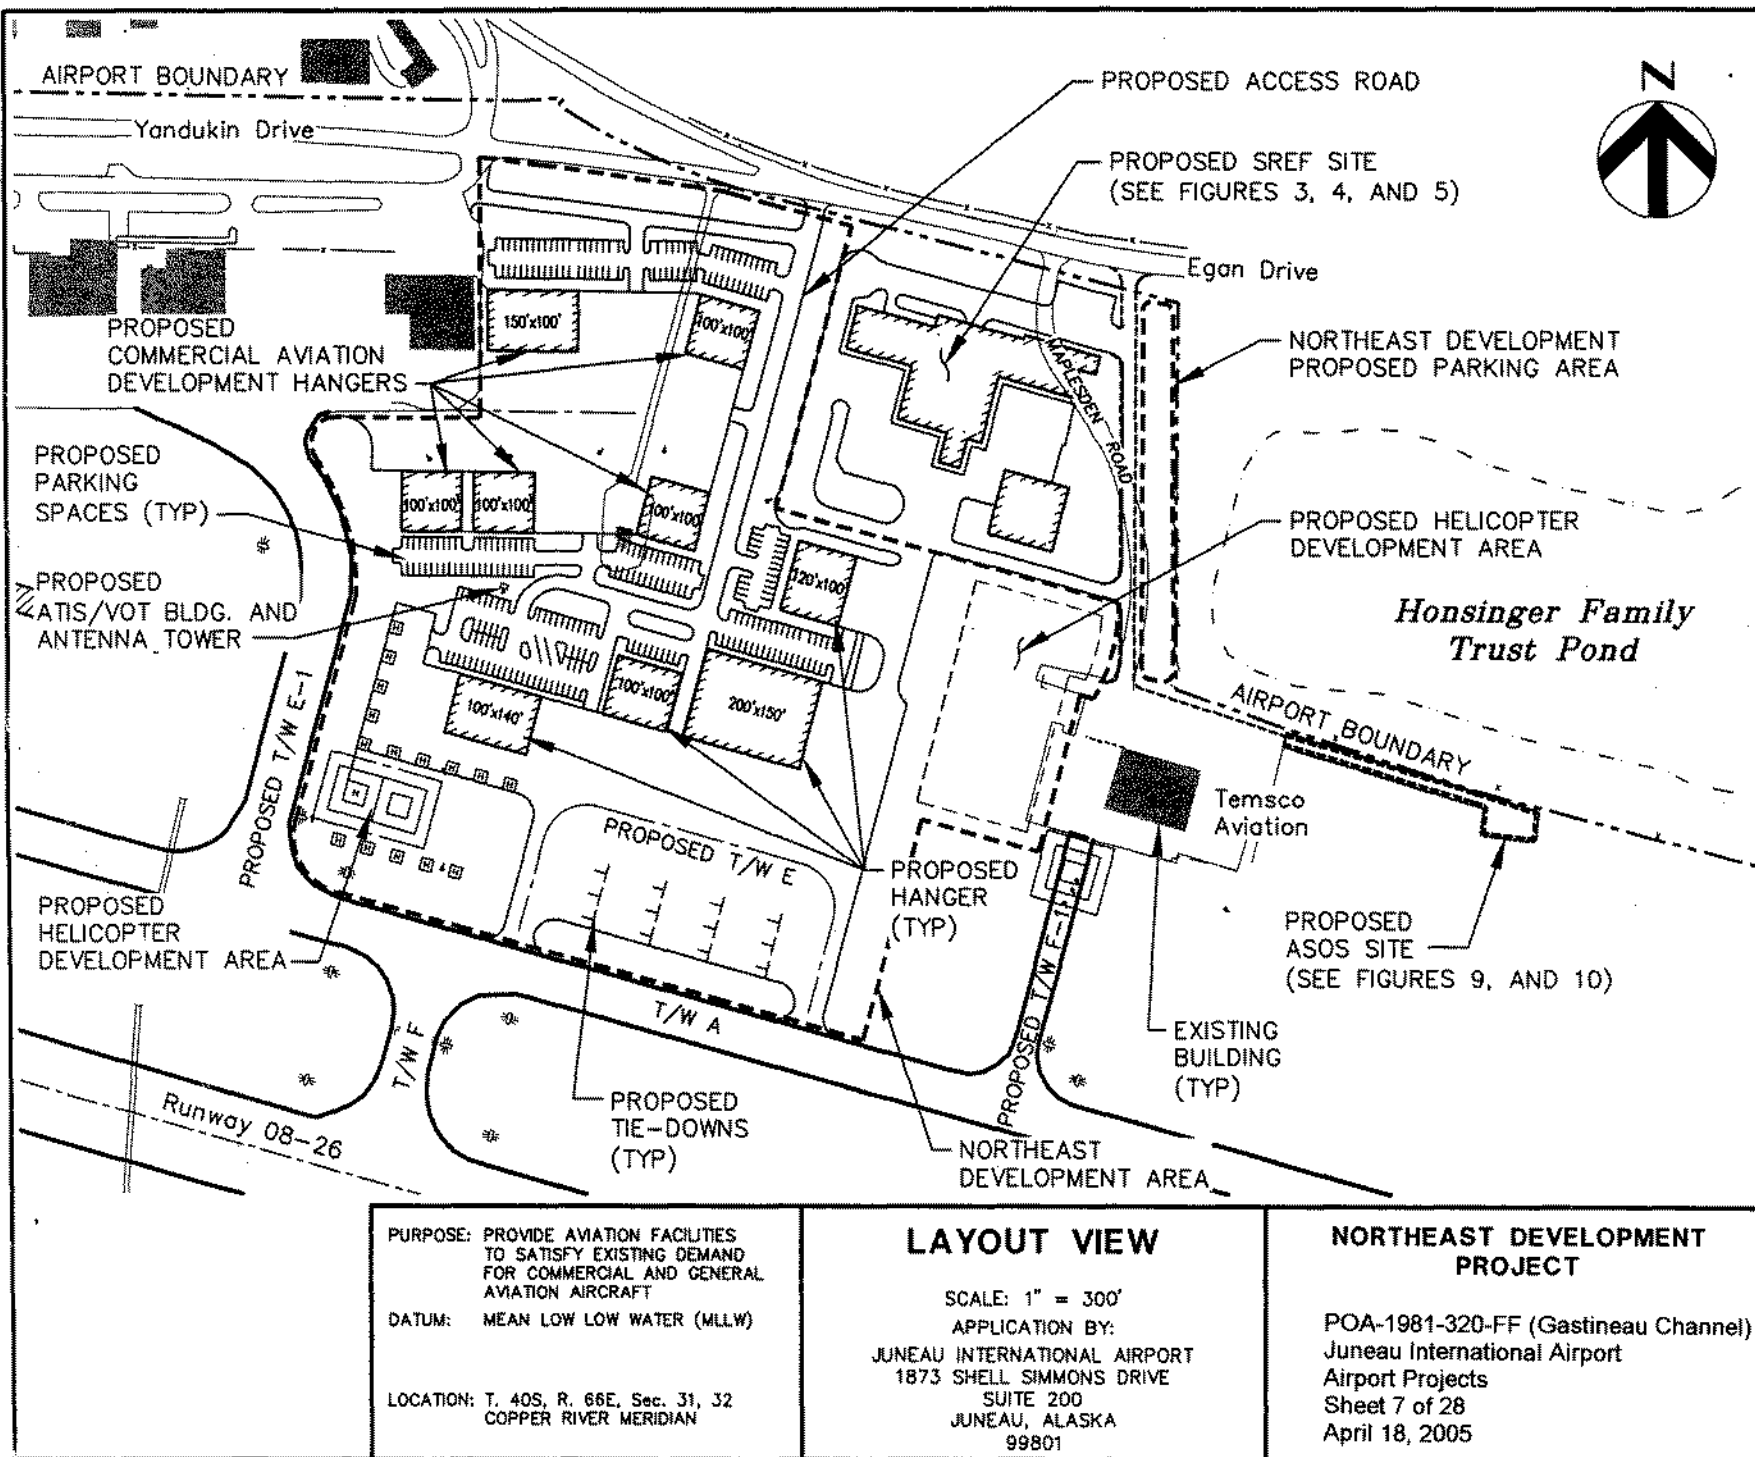 AIRPORT BOUNDARY
Yandukin Drive
PROPOSED ACCESS ROAD
N
PROPOSED SREF SITE
(SEE FIGURES 3, 4, AND 5)
Egan Drive
PROPOSED
COMMERCIAL AVIATION
DEVELOPMENT HANGERS
150'x100'
100'x100'
MAPLESDEN ROAD
NORTHEAST DEVELOPMENT
PROPOSED PARKING AREA
PROPOSED
PARKING
SPACES (TYP)
100'x100'
100'x100'
100'x100'
PROPOSED HELICOPTER
DEVELOPMENT AREA
PROPOSED
ATIS/VOT BLDG. AND
ANTENNA TOWER
120'x100'
Honsinger Family
Trust Pond
PROPOSED T/W E-1
100'x140'
100'x100'
200'x150'
AIRPORT BOUNDARY
Temsco
Aviation
PROPOSED T/W E
PROPOSED
HANGER
(TYP)
PROPOSED
HELICOPTER
DEVELOPMENT AREA
PROPOSED
ASOS SITE
(SEE FIGURES 9, AND 10)
PROPOSED T/W F-1
T/W A
T/W F
EXISTING
BUILDING
(TYP)
Runway 08-26
PROPOSED
TIE-DOWNS
(TYP)
NORTHEAST
DEVELOPMENT AREA
PURPOSE: PROVIDE AVIATION FACILITIES
TO SATISFY EXISTING DEMAND
FOR COMMERCIAL AND GENERAL
AVIATION AIRCRAFT
DATUM: MEAN LOW LOW WATER (MLLW)
LOCATION: T. 40S, R. 66E, Sec. 31, 32
COPPER RIVER MERIDIAN
LAYOUT VIEW
SCALE: 1" = 300'
APPLICATION BY:
JUNEAU INTERNATIONAL AIRPORT
1873 SHELL SIMMONS DRIVE
SUITE 200
JUNEAU, ALASKA
99801
NORTHEAST DEVELOPMENT
PROJECT
POA-1981-320-FF (Gastineau Channel)
Juneau International Airport
Airport Projects
Sheet 7 of 28
April 18, 2005